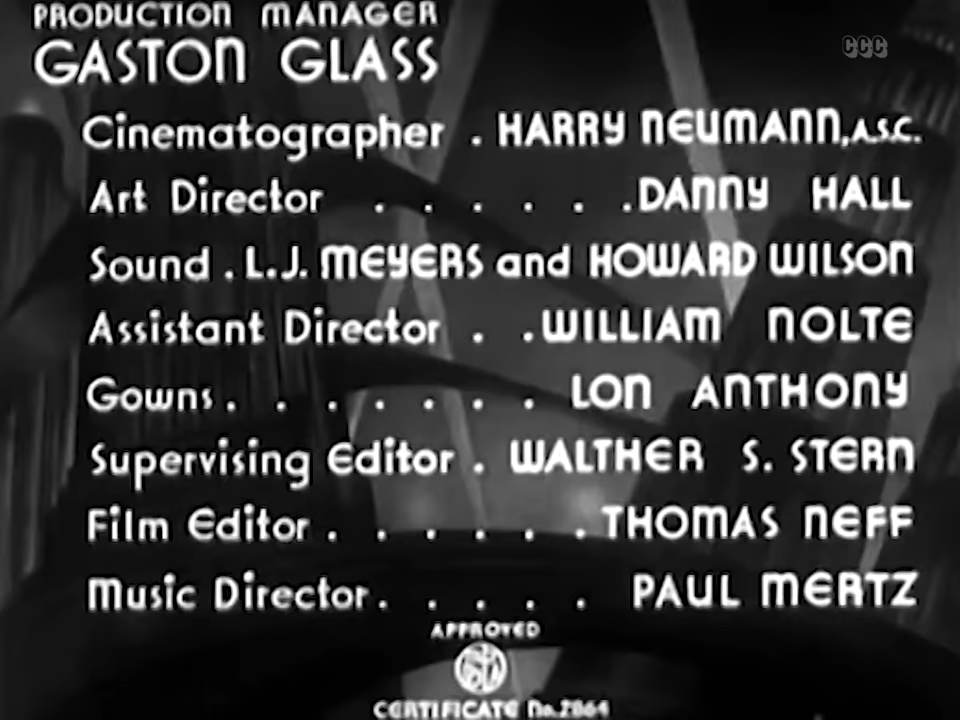 PRODUCTION MANAGER
CCC
GASTON GLASS
Cinematographer . HARRY NEUMANN, A.S.C.
Art Director . . . . . . DANNY HALL
Sound . L.J. MEYERS and HOWARD WILSON
Assistant Director . . WILLIAM NOLTE
Gowns . . . . . . . LON ANTHONY
Supervising Editor . WALTHER S. STERN
Film Editor . . . . . . THOMAS NEFF
Music Director . . . . . PAUL MERTZ
APPROVED
CERTIFICATE No. 2864